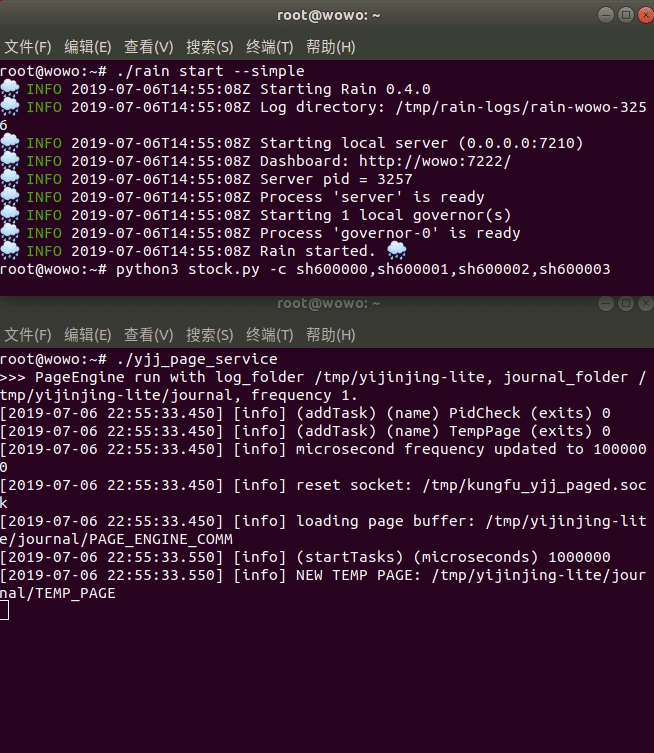 root@wowo: ~
文件(F) 编辑(E) 查看(V) 搜索(S) 终端(T) 帮助(H)
root@wowo:~# ./rain start --simple
INFO 2019-07-06T14:55:08Z Starting Rain 0.4.0
INFO 2019-07-06T14:55:08Z Log directory: /tmp/rain-logs/rain-wowo-325
6
INFO 2019-07-06T14:55:08Z Starting local server (0.0.0.0:7210)
INFO 2019-07-06T14:55:08Z Dashboard: http://wowo:7222/
INFO 2019-07-06T14:55:08Z Server pid = 3257
INFO 2019-07-06T14:55:08Z Process 'server' is ready
INFO 2019-07-06T14:55:08Z Starting 1 local governor(s)
INFO 2019-07-06T14:55:08Z Process 'governor-0' is ready
INFO 2019-07-06T14:55:08Z Rain started.
root@wowo:~# python3 stock.py -c sh600000,sh600001,sh600002,sh600003
root@wowo: ~
文件(F) 编辑(E) 查看(V) 搜索(S) 终端(T) 帮助(H)
root@wowo:~# ./yjj_page_service
>>> PageEngine run with log_folder /tmp/yijinjing-lite, journal_folder /
tmp/yijinjing-lite/journal, frequency 1.
[2019-07-06 22:55:33.450] [info] (addTask) (name) PidCheck (exits) 0
[2019-07-06 22:55:33.450] [info] (addTask) (name) TempPage (exits) 0
[2019-07-06 22:55:33.450] [info] microsecond frequency updated to 100000
0
[2019-07-06 22:55:33.450] [info] reset socket: /tmp/kungfu_yjj_paged.soc
k
[2019-07-06 22:55:33.450] [info] loading page buffer: /tmp/yijinjing-lit
e/journal/PAGE_ENGINE_COMM
[2019-07-06 22:55:33.550] [info] (startTasks) (microseconds) 1000000
[2019-07-06 22:55:33.550] [info] NEW TEMP PAGE: /tmp/yijinjing-lite/jour
nal/TEMP_PAGE